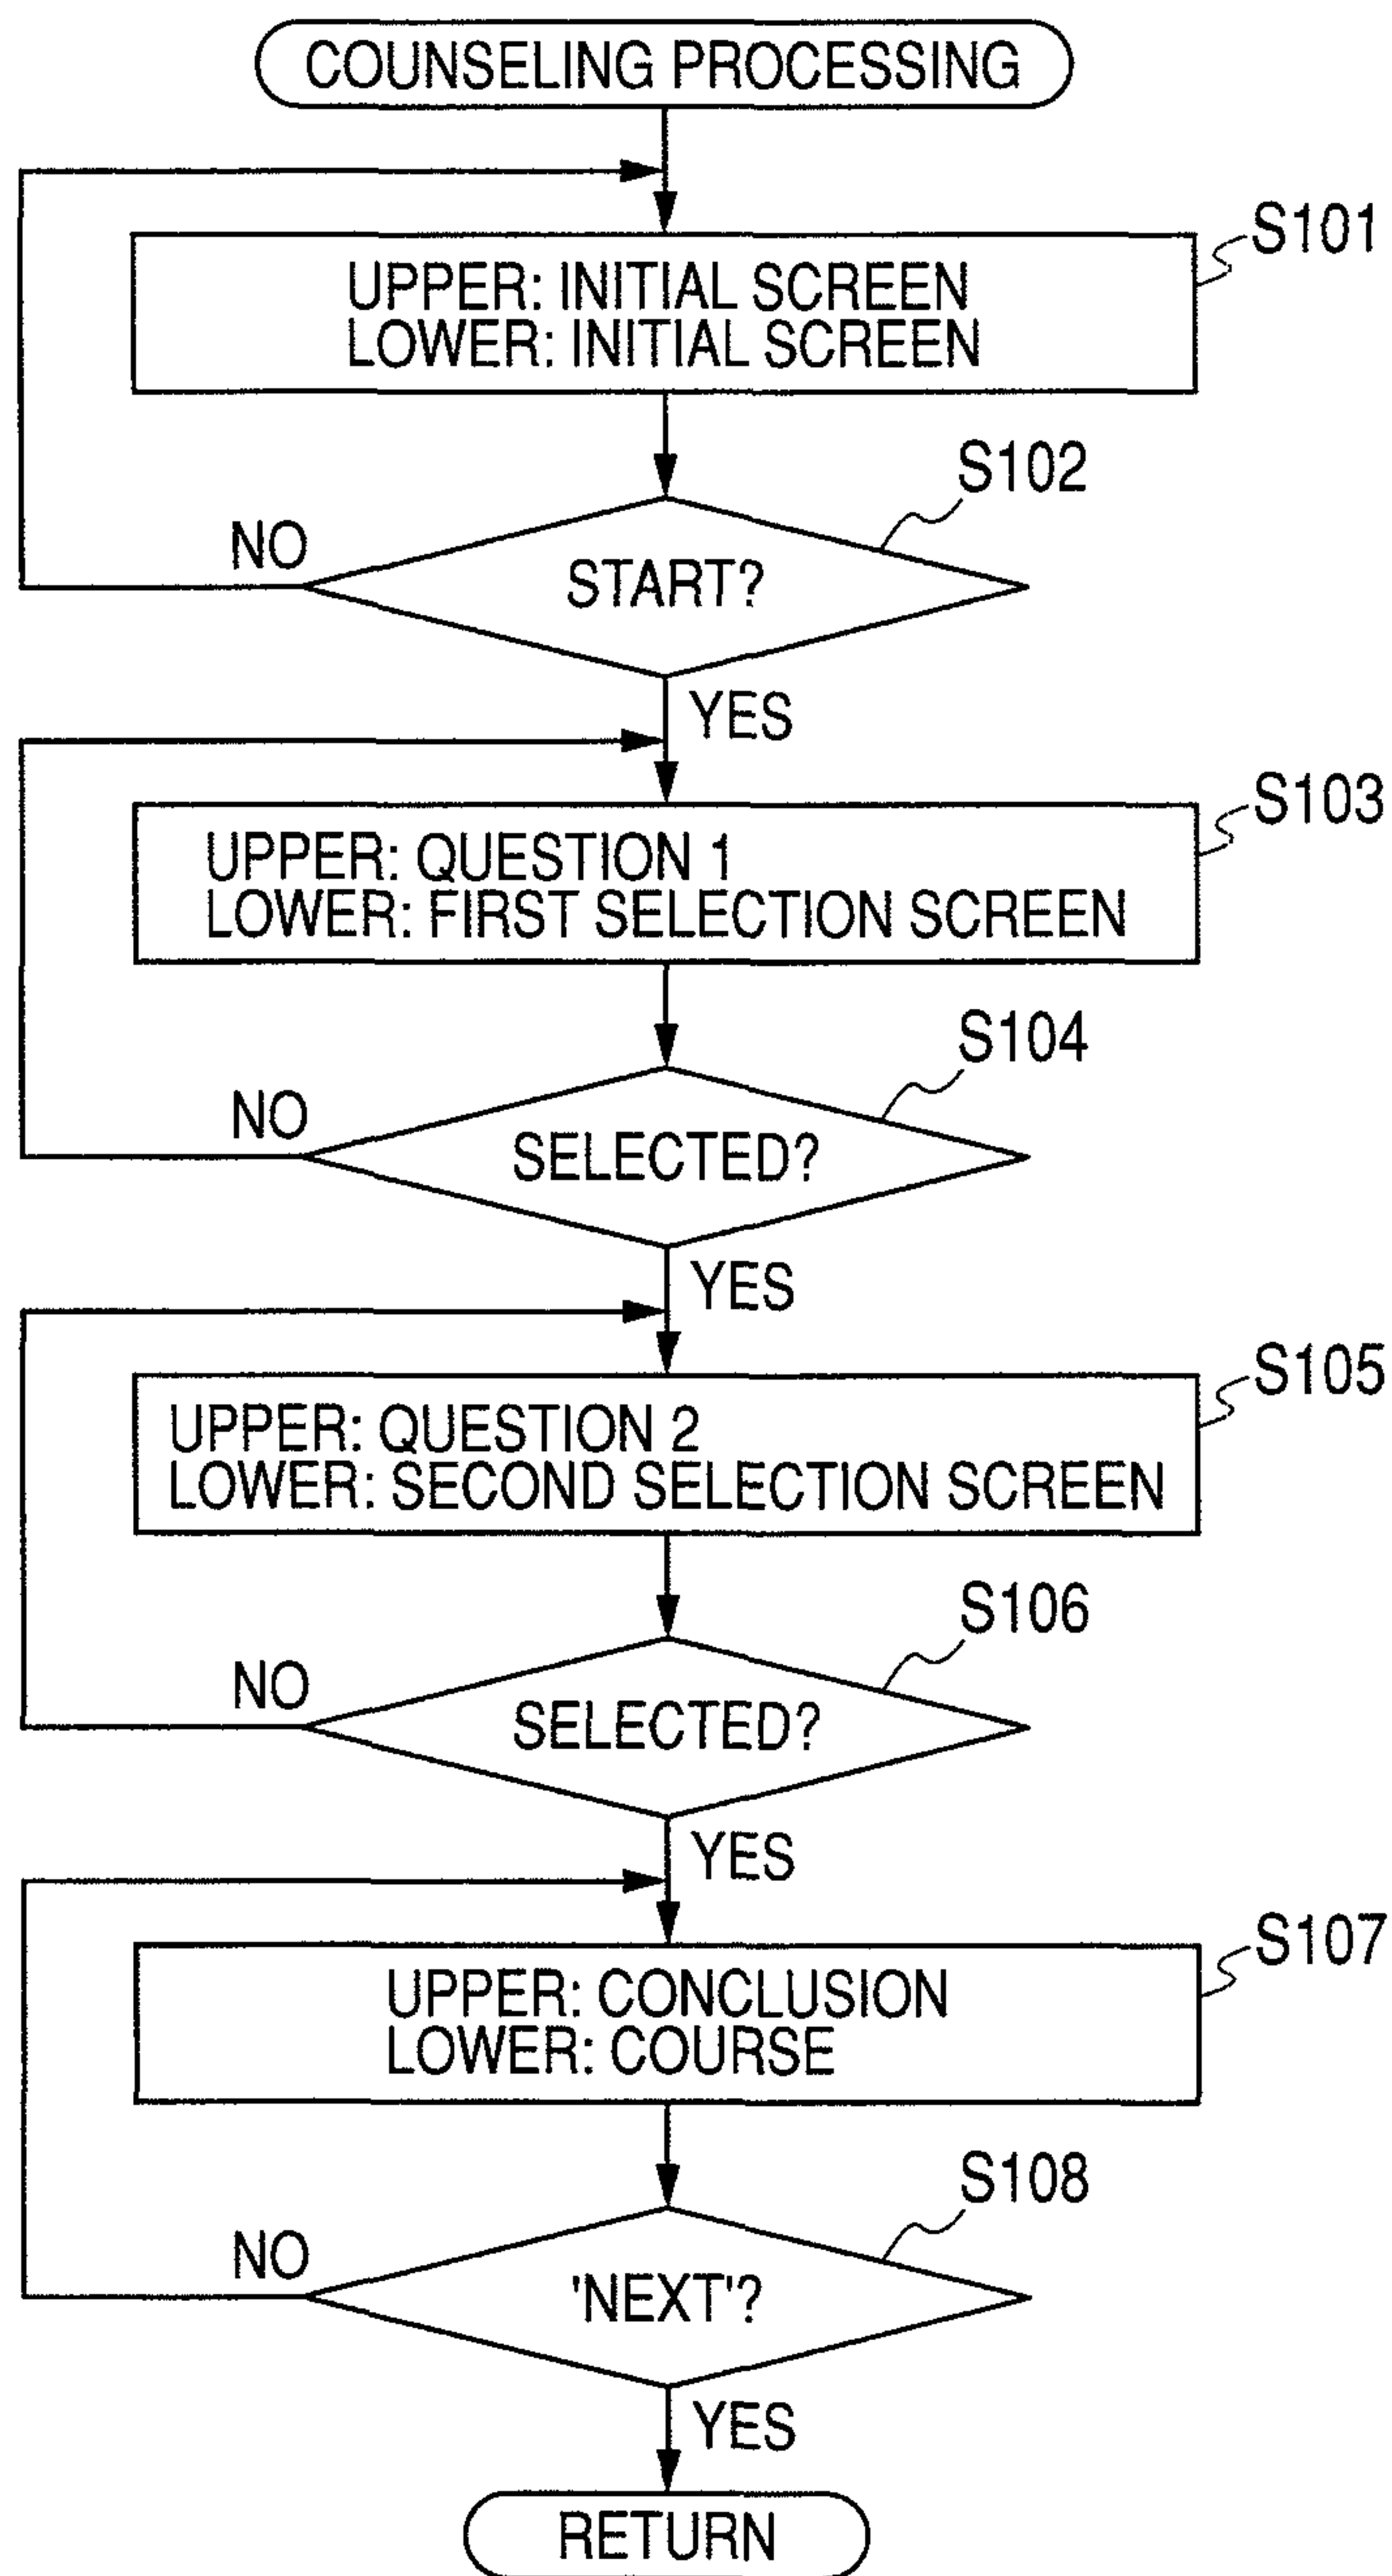 COUNSELING PROCESSING
S101
UPPER: INITIAL SCREEN
LOWER: INITIAL SCREEN
S102
NO
START?
YES
S103
UPPER: QUESTION 1
LOWER: FIRST SELECTION SCREEN
S104
NO
SELECTED?
YES
S105
UPPER: QUESTION 2
LOWER: SECOND SELECTION SCREEN
S106
NO
SELECTED?
YES
S107
UPPER: CONCLUSION
LOWER: COURSE
S108
NO
'NEXT'?
YES
RETURN